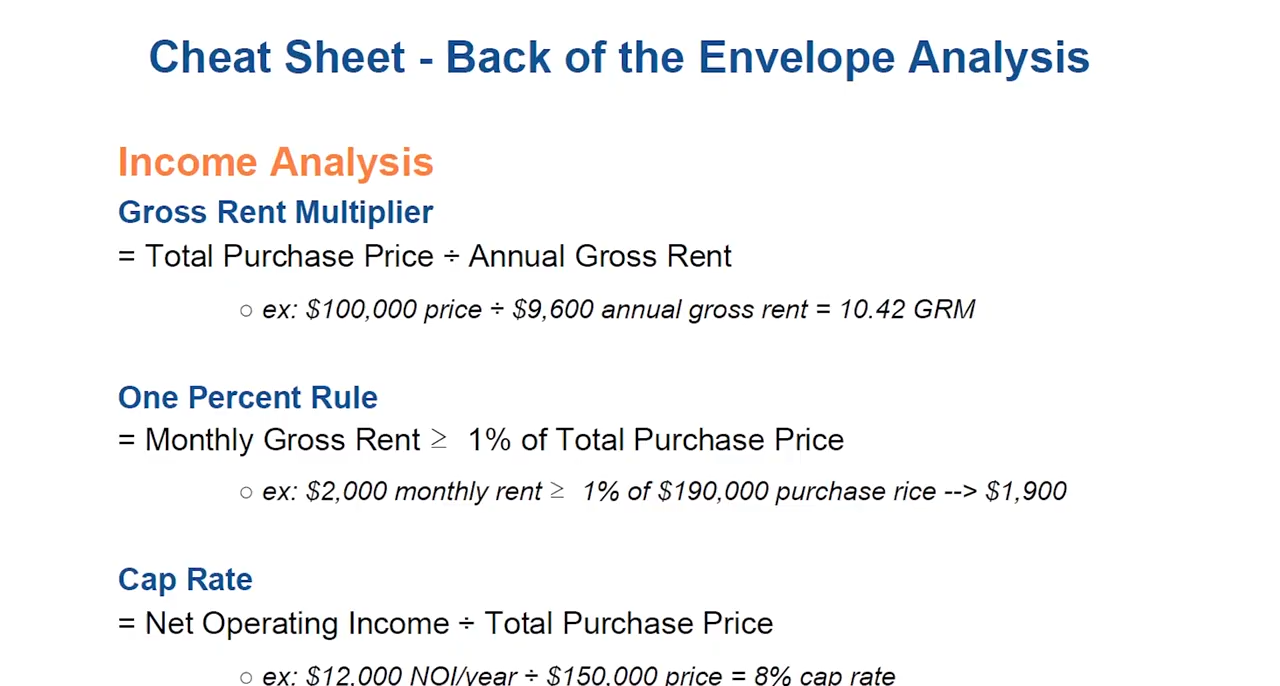 Cheat Sheet - Back of the Envelope Analysis
Income Analysis
Gross Rent Multiplier
= Total Purchase Price ÷ Annual Gross Rent
○ ex: $100,000 price ÷ $9,600 annual gross rent = 10.42 GRM
One Percent Rule
= Monthly Gross Rent ≥ 1% of Total Purchase Price
○ ex: $2,000 monthly rent ≥ 1% of $190,000 purchase rice --> $1,900
Cap Rate
= Net Operating Income ÷ Total Purchase Price
○ ex: $12,000 NOI/year ÷ $150,000 price = 8% cap rate